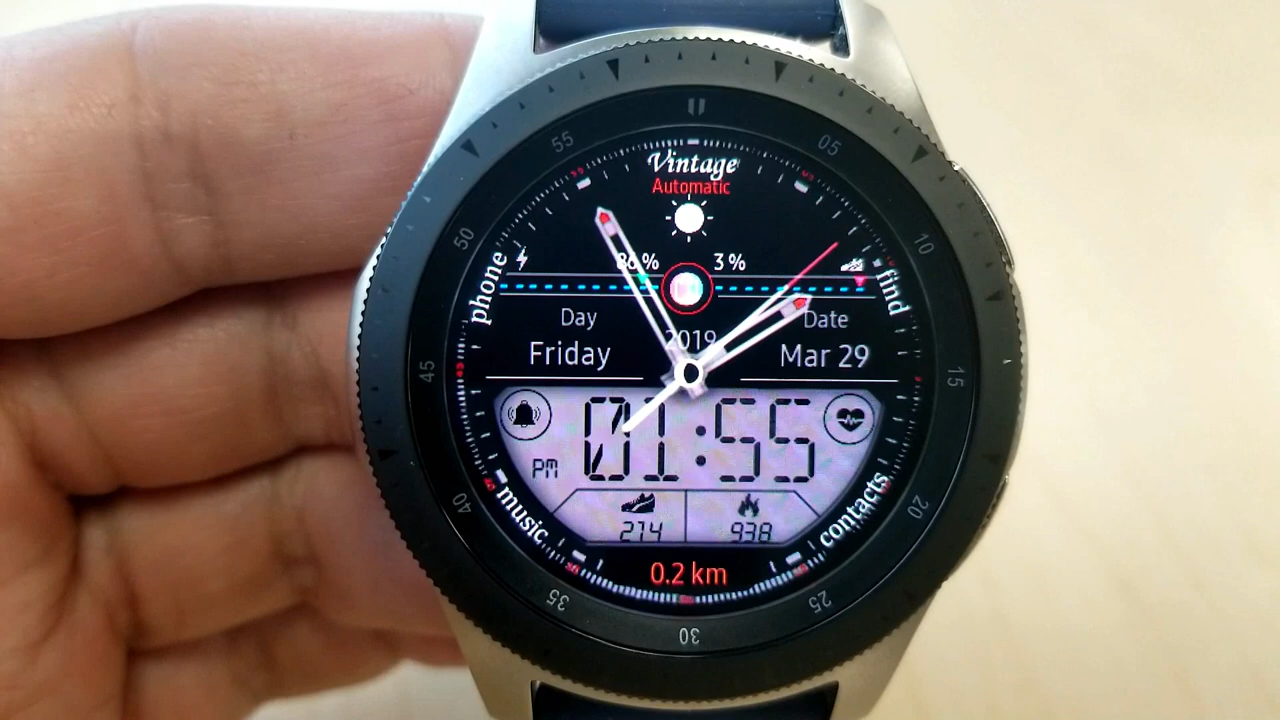 55
05
50
10
45
15
40
20
35
25
30
Vintage
Automatic
86% 3%
phone
find
Day
Friday
2019
Date
Mar 29
PM 01:55
274 938
music
contacts
0.2 km